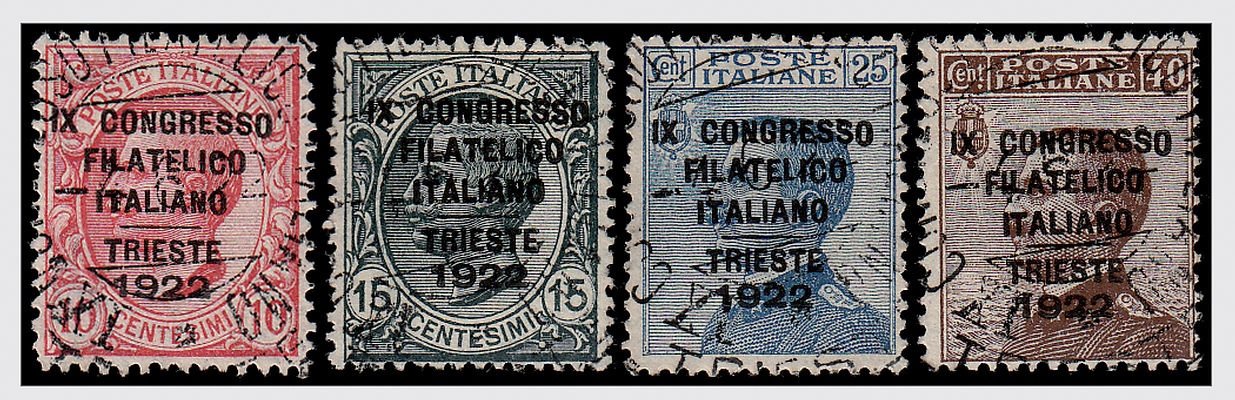 POSTE ITALIANE
IX CONGRESSO
FILATELICO
ITALIANO
TRIESTE
1922
10 10
CENTESIMI
POSTE ITALIANE
IX CONGRESSO
FILATELICO
ITALIANO
TRIESTE
1922
15 15
CENTESIMI
Cent POSTE 25
ITALIANE
IX CONGRESSO
FILATELICO
ITALIANO
TRIESTE
1922
Cent POSTE 40
ITALIANE
IX CONGRESSO
FILATELICO
ITALIANO
TRIESTE
1922